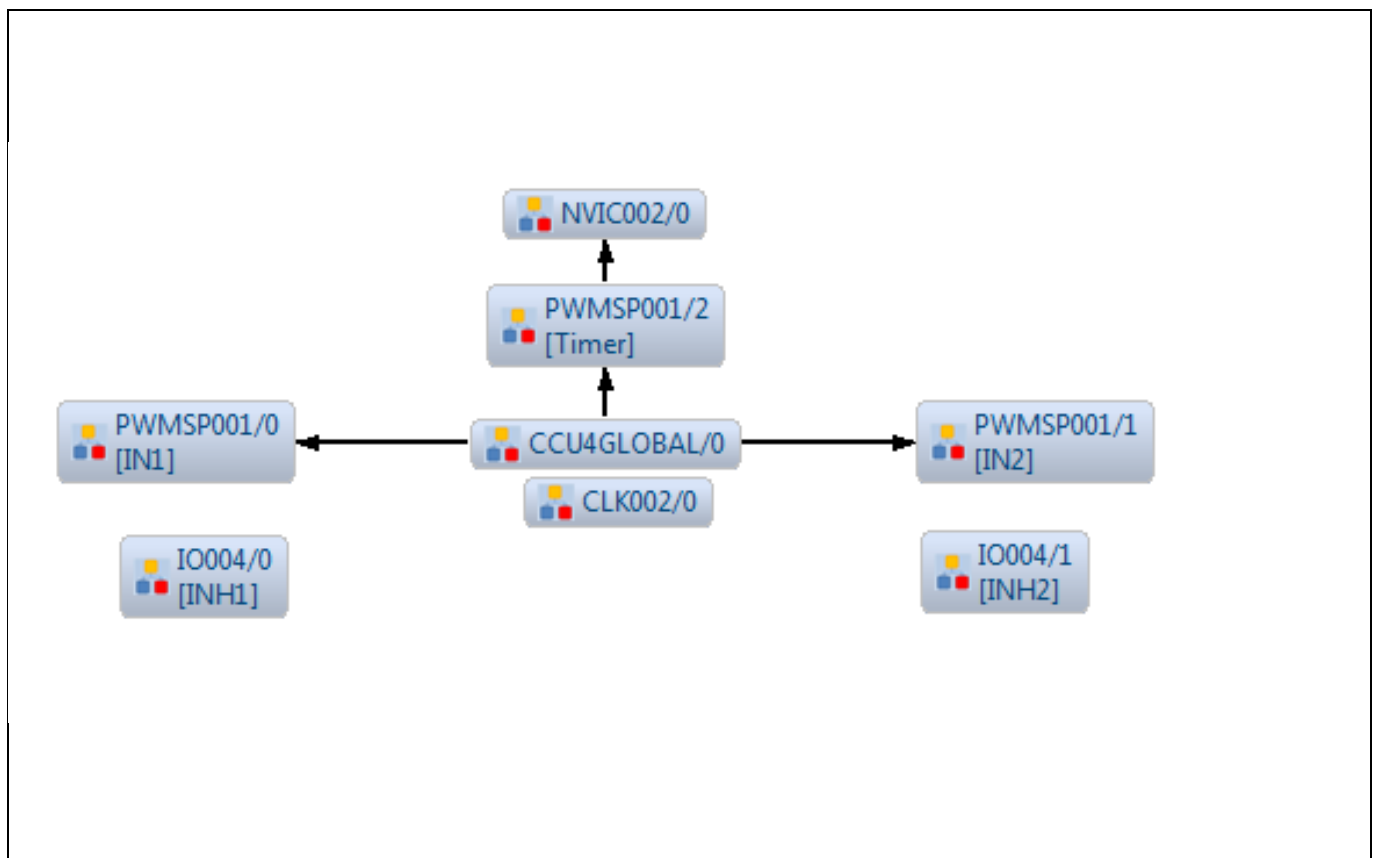 NVIC002/0
PWMSP001/2
[Timer]
PWMSP001/0
[IN1]
CCU4GLOBAL/0
PWMSP001/1
[IN2]
CLK002/0
IO004/0
[INH1]
IO004/1
[INH2]